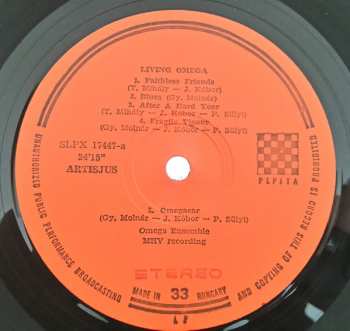 LIVING OMEGA
1. Faithless Friends
(T. Mihály — J. Kóbor)
2. Blues (Gy. Molnár)
3. After A Hard Year
(T. Mihály — J. Kóbor — P. Sülyi)
4. Fragile Visear
(Gy. Molnár — J. Kóbor — P. Sülyi)
SLPX 17447-a
24'15"
ARTISJUS
PEPITA
5. Omegacar
(Gy. Molnár — J. Kóbor — P. Sülyi)
Omega Ensemble
MHV recording
STEREO
MADE IN 33 HUNGARY
LP
UNAUTHORIZED PUBLIC PERFORMANCE BROADCASTING
AND COPYING OF THIS RECORD IS PROHIBITED